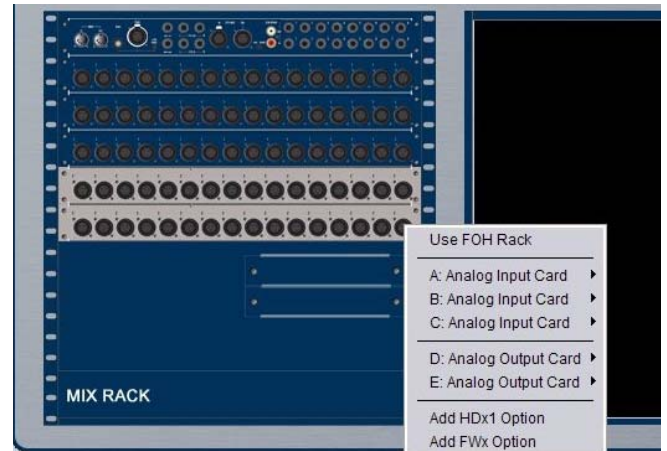 Use FOH Rack
A: Analog Input Card
B: Analog Input Card
C: Analog Input Card
D: Analog Output Card
E: Analog Output Card
Add HDx1 Option
Add FWx Option
MIX RACK